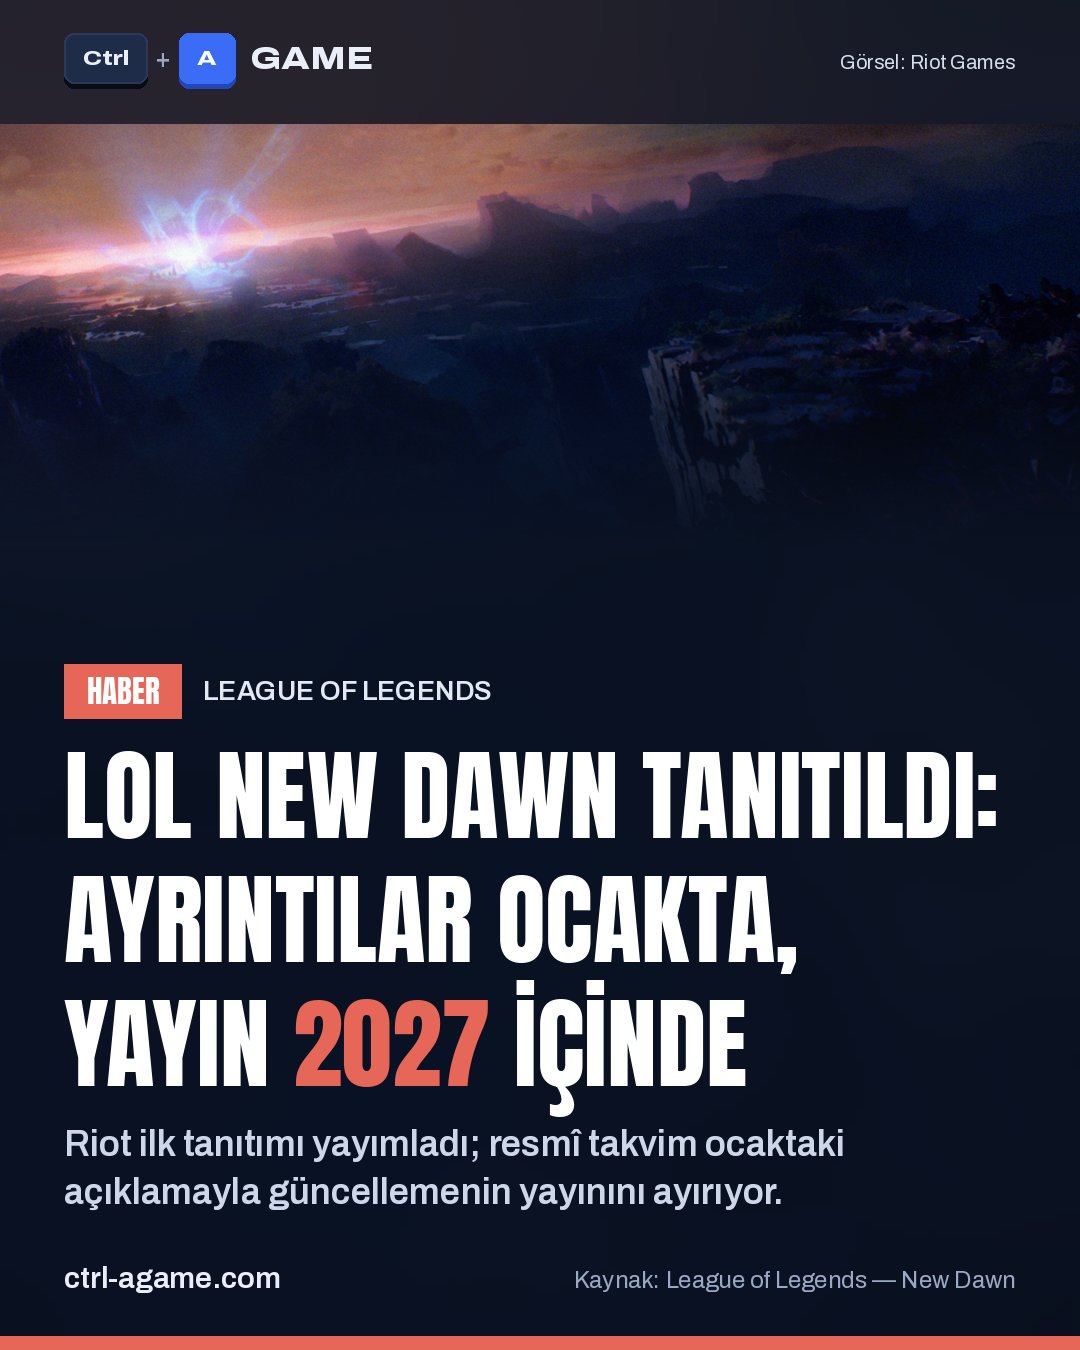 Ctrl + A GAME
Görsel: Riot Games
HABER LEAGUE OF LEGENDS
LOL NEW DAWN TANITILDI:
AYRINTILAR OCAKTA,
YAYIN 2027 İÇİNDE
Riot ilk tanıtımı yayımladı; resmî takvim ocaktaki
açıklamayla güncellemenin yayınını ayırıyor.
ctrl-agame.com
Kaynak: League of Legends — New Dawn